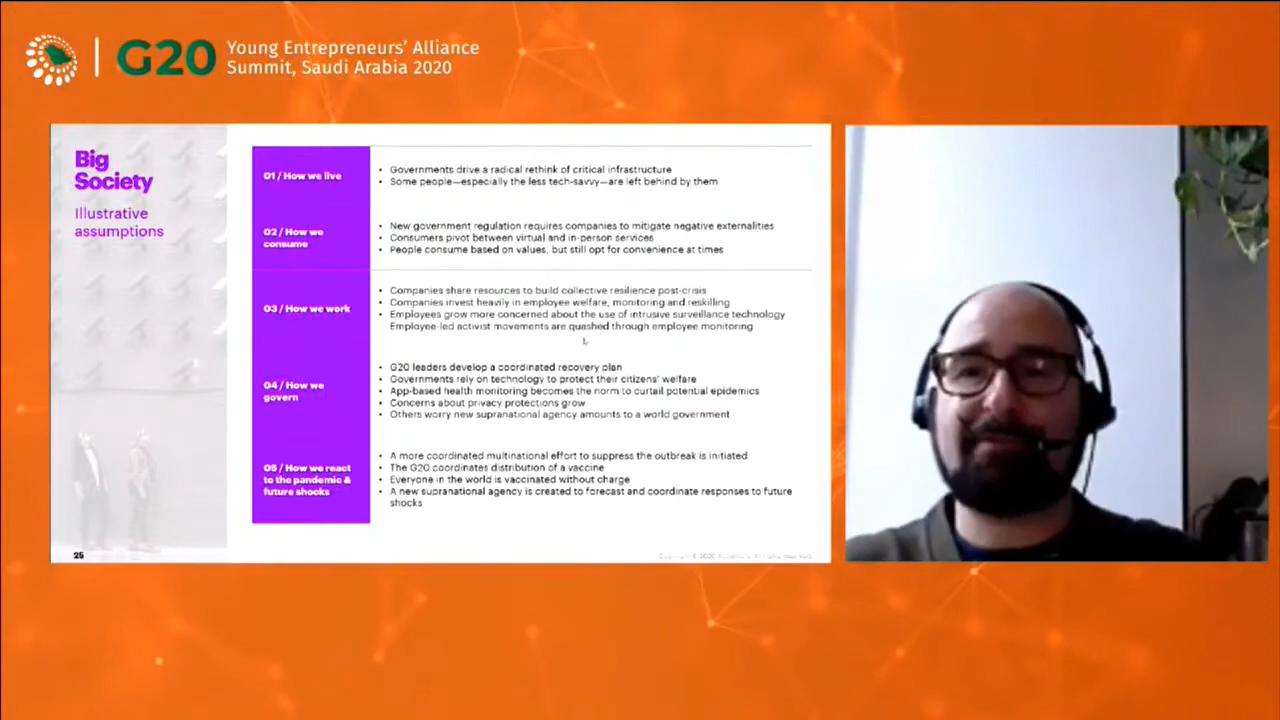 G20
Young Entrepreneurs' Alliance
Summit, Saudi Arabia 2020
Big
Society
Illustrative
assumptions
01 / How we live
• Governments drive a radical rethink of critical infrastructure
• Some people—especially the less tech-savvy—are left behind by them
02 / How we
consume
• New government regulation requires companies to mitigate negative externalities
• Consumers pivot between virtual and in-person services
• People consume based on values, but still opt for convenience at times
03 / How we work
• Companies share resources to build collective resilience post-crisis
• Companies invest heavily in employee welfare, monitoring and reskilling
• Employees grow more concerned about the use of intrusive surveillance technology
Employee-led activist movements are quashed through employee monitoring
04 / How we
govern
• G20 leaders develop a coordinated recovery plan
• Governments rely on technology to protect their citizens' welfare
• App-based health monitoring becomes the norm to curtail potential epidemics
• Concerns about privacy protections grow
• Others worry new supranational agency amounts to a world government
05 / How we react
to the pandemic &
future shocks
• A more coordinated multinational effort to suppress the outbreak is initiated
• The G20 coordinates distribution of a vaccine
• Everyone in the world is vaccinated without charge
• A new supranational agency is created to forecast and coordinate responses to future
shocks
25
Copyright © 2020 Accenture. All rights reserved.